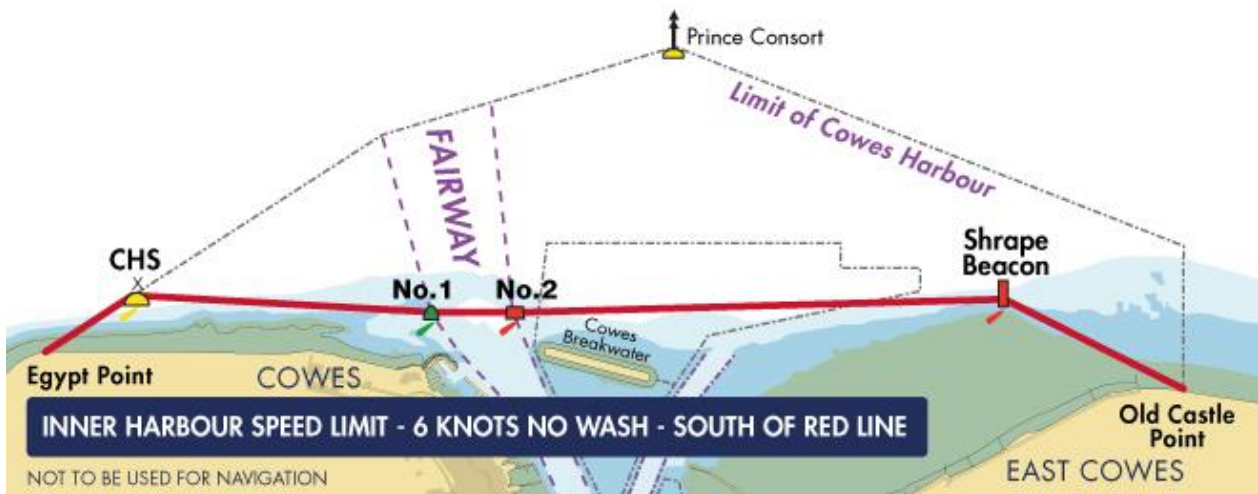 Prince Consort
Limit of Cowes Harbour
FAIRWAY
CHS
No.1
No.2
Shrape
Beacon
Cowes
Breakwater
Egypt Point
COWES
INNER HARBOUR SPEED LIMIT - 6 KNOTS NO WASH - SOUTH OF RED LINE
Old Castle
Point
EAST COWES
NOT TO BE USED FOR NAVIGATION